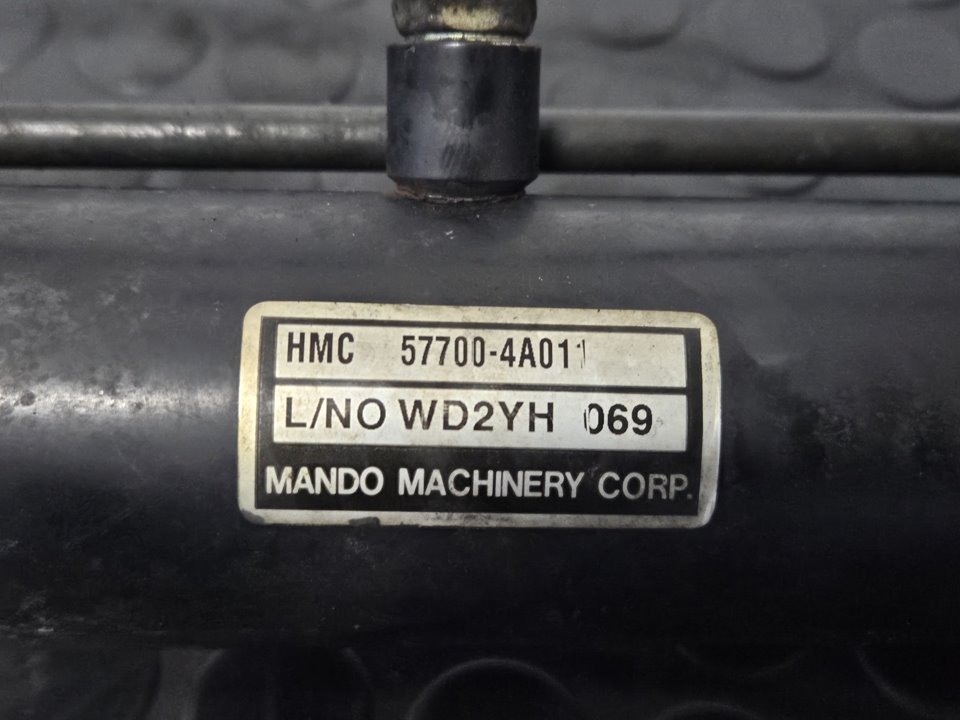 HMC 57700-4A011
L/NO WD2YH 069
MANDO MACHINERY CORP.